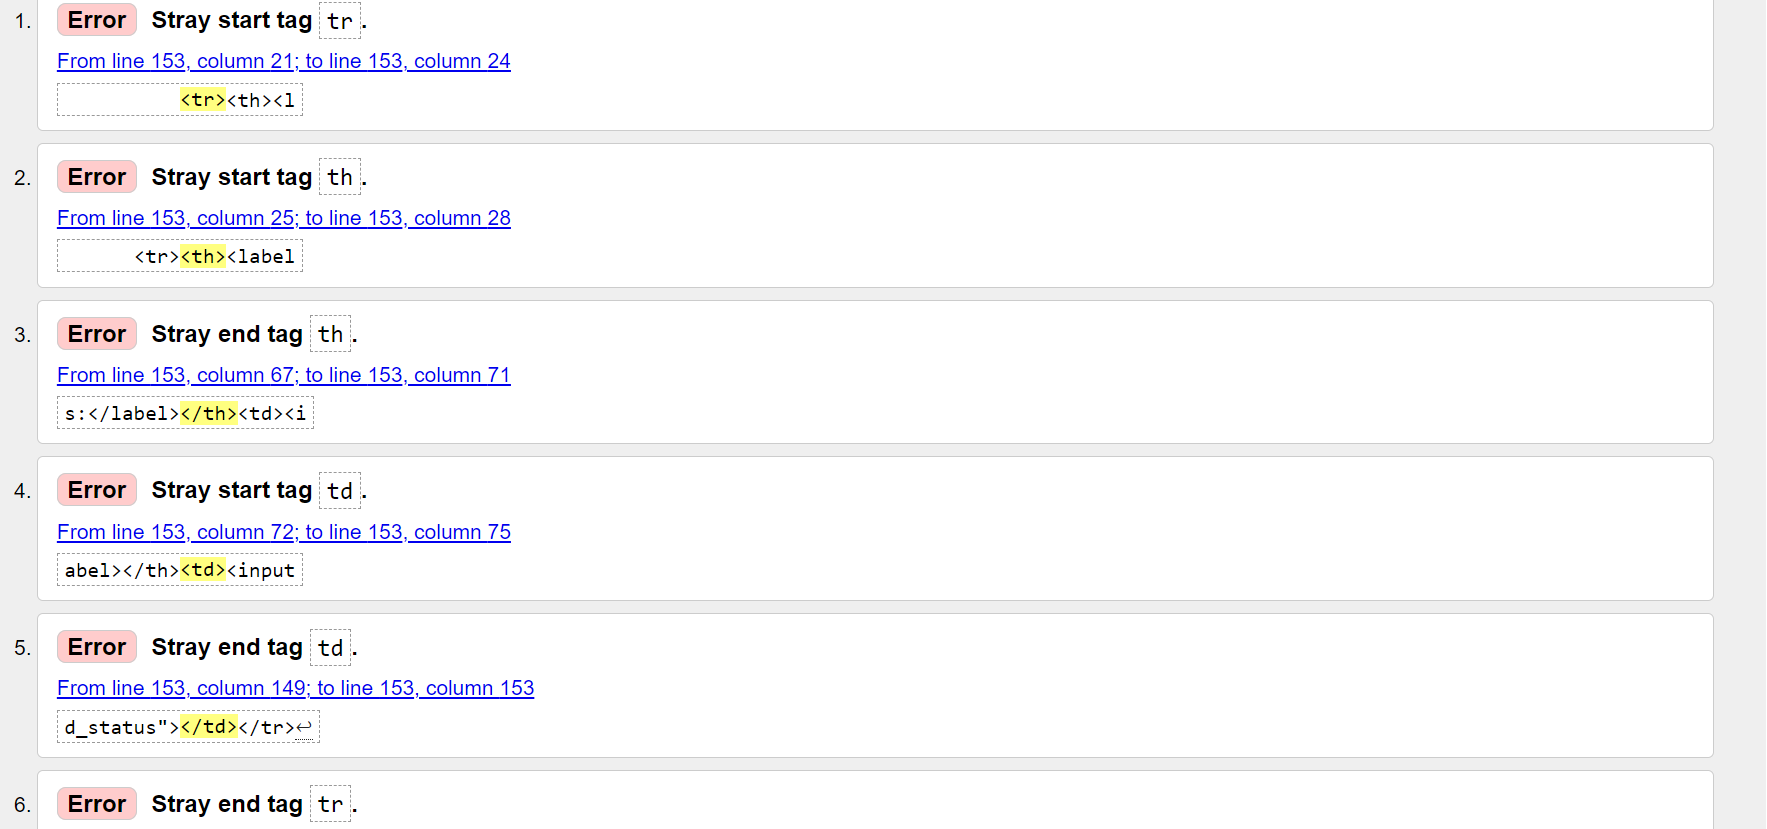 1. Error Stray start tag tr.
From line 153, column 21; to line 153, column 24
<tr><th><l
2. Error Stray start tag th.
From line 153, column 25; to line 153, column 28
<tr><th><label
3. Error Stray end tag th.
From line 153, column 67; to line 153, column 71
s:</label></th><td><i
4. Error Stray start tag td.
From line 153, column 72; to line 153, column 75
abel></th><td><input
5. Error Stray end tag td.
From line 153, column 149; to line 153, column 153
d_status"></td></tr>↩
6. Error Stray end tag tr.